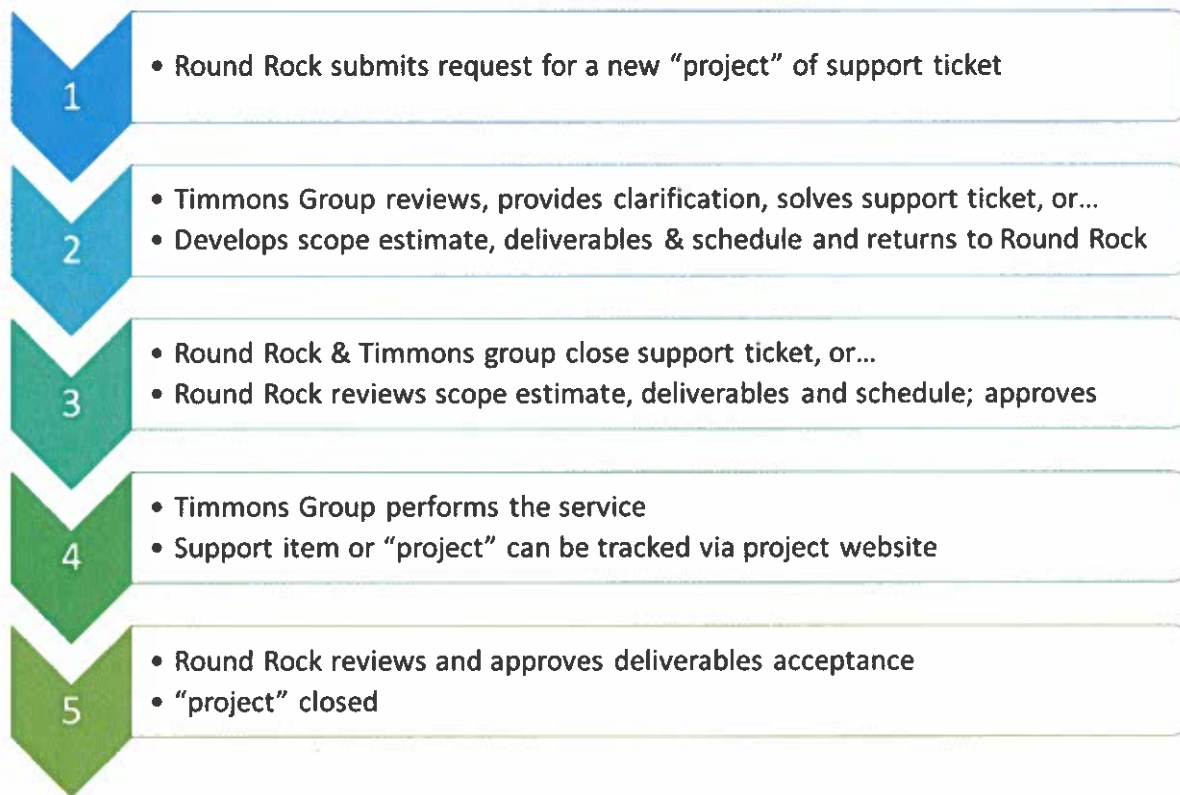 1
• Round Rock submits request for a new “project” of support ticket
2
• Timmons Group reviews, provides clarification, solves support ticket, or...
• Develops scope estimate, deliverables & schedule and returns to Round Rock
3
• Round Rock & Timmons group close support ticket, or...
• Round Rock reviews scope estimate, deliverables and schedule; approves
4
• Timmons Group performs the service
• Support item or “project” can be tracked via project website
5
• Round Rock reviews and approves deliverables acceptance
• “project” closed